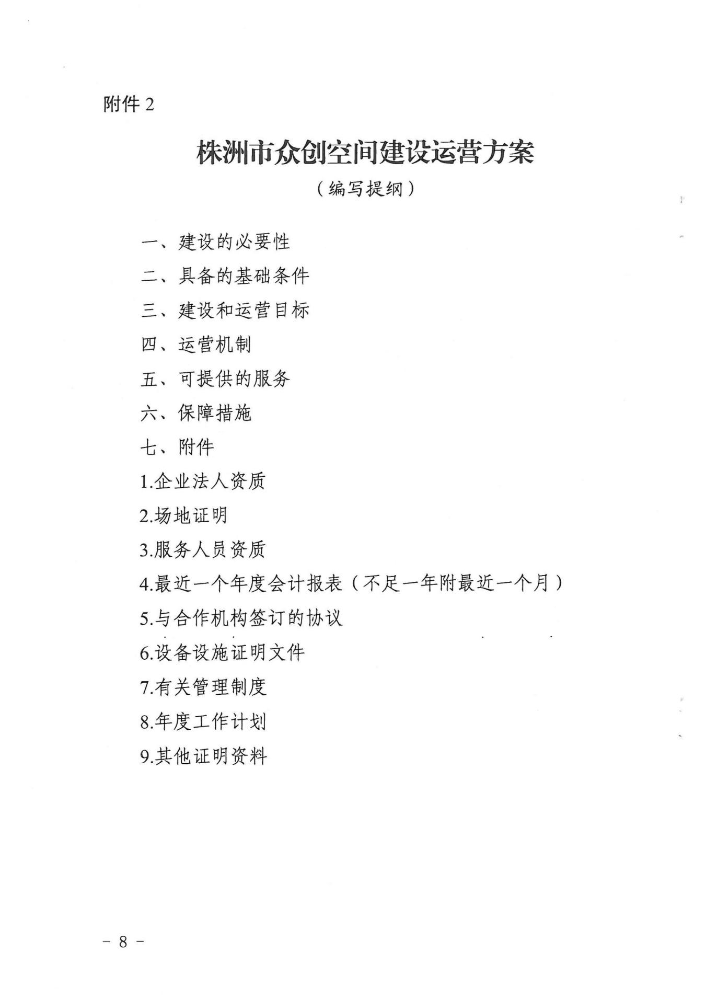 附件2
株洲市众创空间建设运营方案
（编写提纲）
一、建设的必要性
二、具备的基础条件
三、建设和运营目标
四、运营机制
五、可提供的服务
六、保障措施
七、附件
1.企业法人资质
2.场地证明
3.服务人员资质
4.最近一个年度会计报表（不足一年附最近一个月）
5.与合作机构签订的协议
6.设备设施证明文件
7.有关管理制度
8.年度工作计划
9.其他证明资料
- 8 -